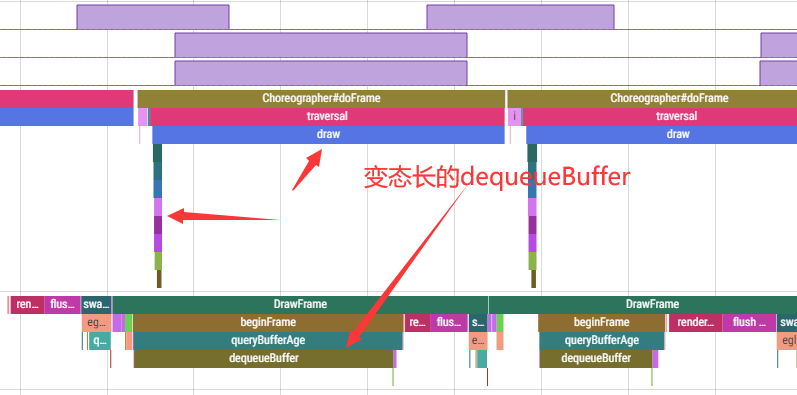 Choreographer#doFrame
Choreographer#doFrame
traversal
i
traversal
draw
draw
变态长的dequeueBuffer
DrawFrame
DrawFrame
ren...
flus...
swa...
beginFrame
re...
flus...
s...
beginFrame
render...
flush ...
swa
eg...
queryBufferAge
e...
queryBufferAge
egl
q...
dequeueBuffer
dequeueBuffer